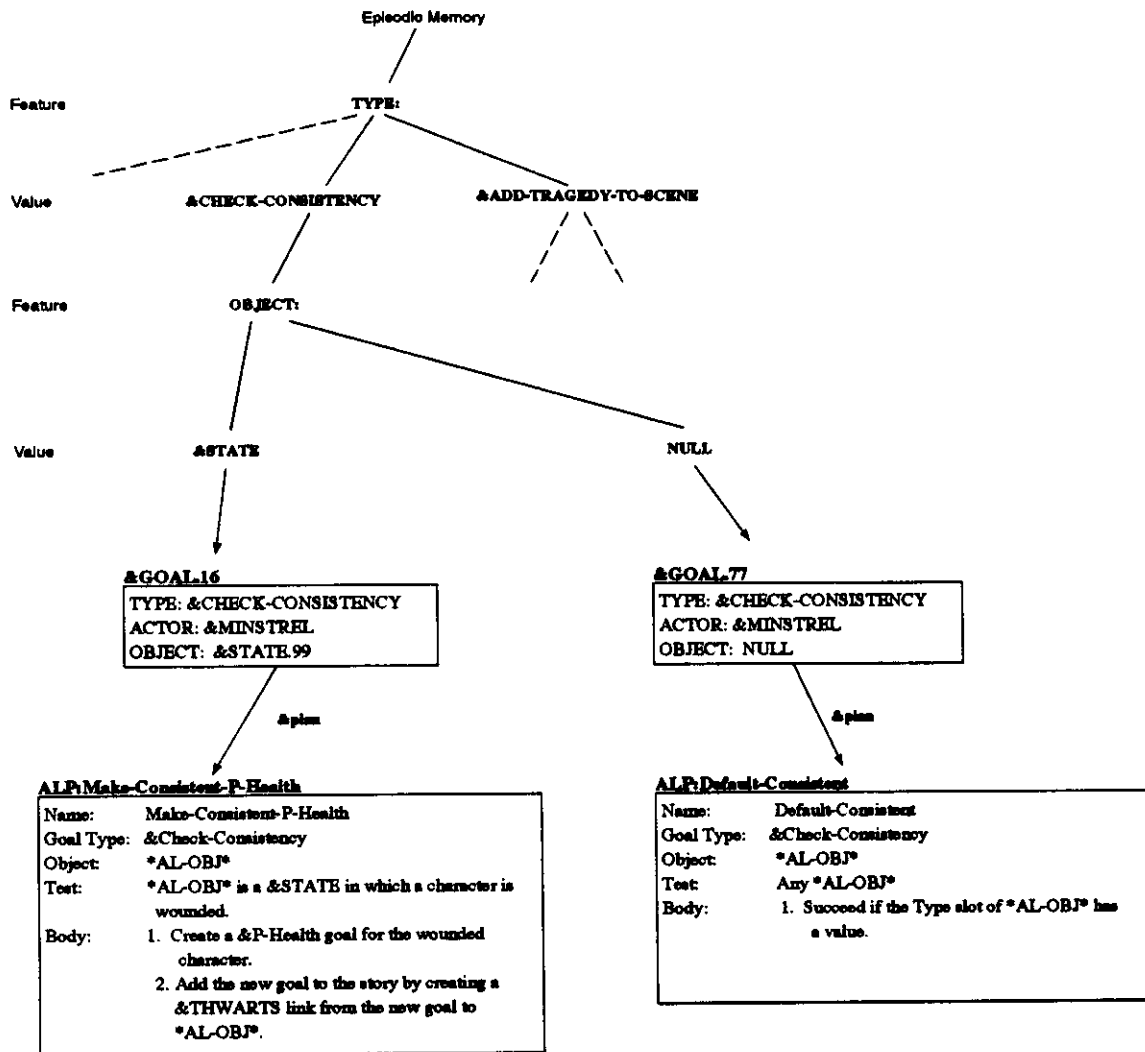 Episodic Memory
Feature TYPE:
Value &CHECK-CONSISTENCY &ADD-TRAGEDY-TO-SCENE
Feature OBJECT:
Value &STATE NULL
&GOAL.16
TYPE: &CHECK-CONSISTENCY
ACTOR: &MINSTREL
OBJECT: &STATE.99
&GOAL.77
TYPE: &CHECK-CONSISTENCY
ACTOR: &MINSTREL
OBJECT: NULL
&plan
&plan
ALP:Make-Consistent-P-Health
Name: Make-Consistent-P-Health
Goal Type: &Check-Consistency
Object: *AL-OBJ*
Test: *AL-OBJ* is a &STATE in which a character is
wounded.
Body: 1. Create a &P-Health goal for the wounded
character.
2. Add the new goal to the story by creating a
&THWARTS link from the new goal to
*AL-OBJ*.
ALP:Default-Consistent
Name: Default-Consistent
Goal Type: &Check-Consistency
Object: *AL-OBJ*
Test: Any *AL-OBJ*
Body: 1. Succeed if the Type slot of *AL-OBJ* has
a value.